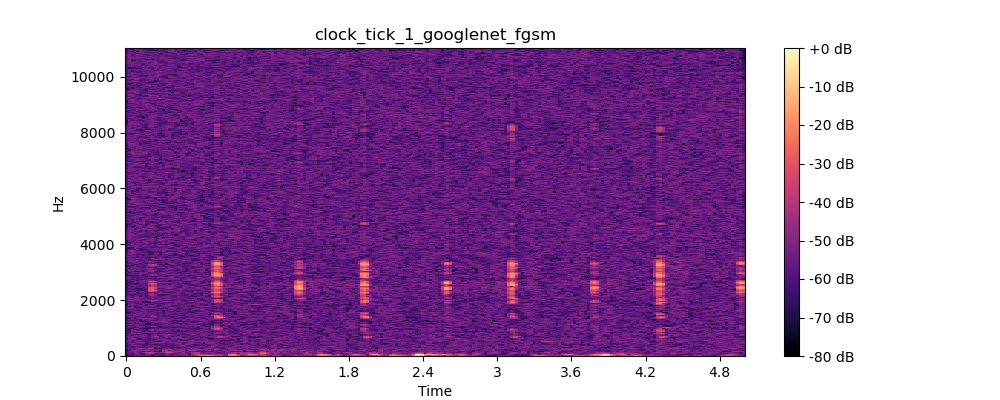 clock_tick_1_googlenet_fgsm
Hz
10000
8000
6000
4000
2000
0
0 0.6 1.2 1.8 2.4 3 3.6 4.2 4.8
Time
+0 dB
-10 dB
-20 dB
-30 dB
-40 dB
-50 dB
-60 dB
-70 dB
-80 dB